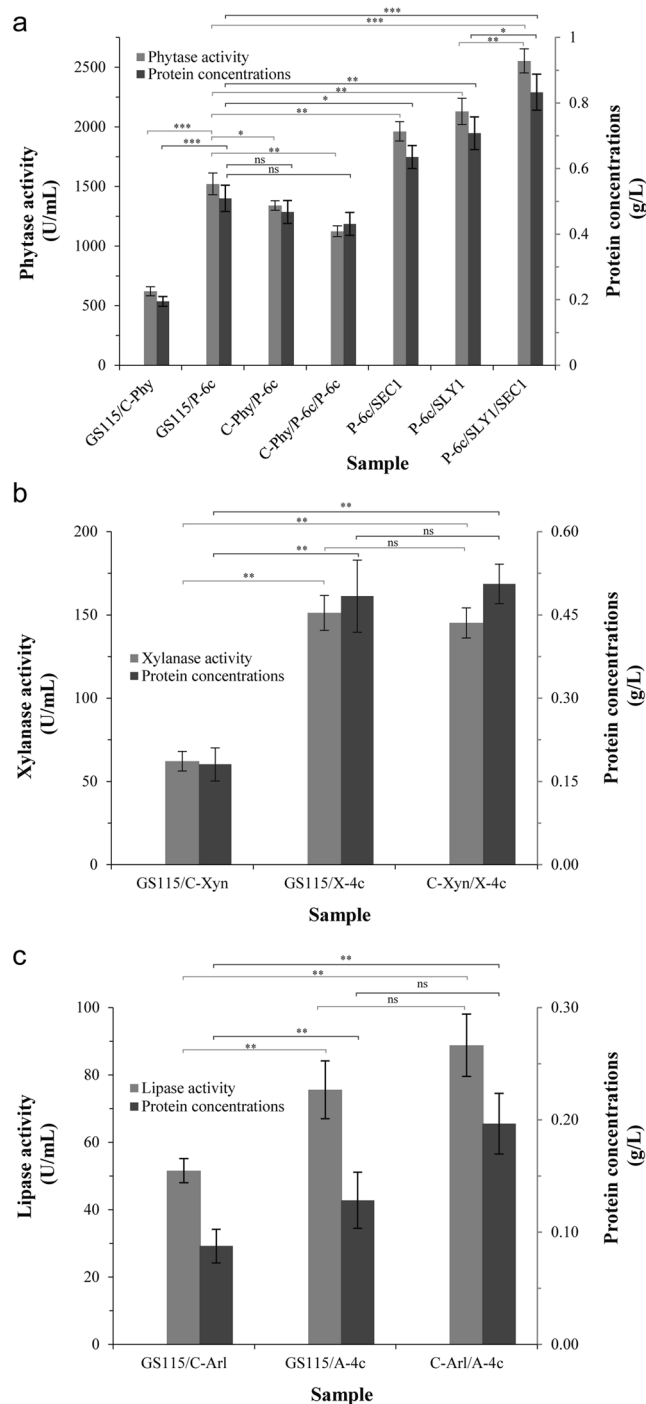 a
***
***
*
**
**
**
*
**
***
*
**
***
ns
ns
Phytase activity
Protein concentrations
2500
2000
1500
1000
500
0
1
0.8
0.6
0.4
0.2
0
Phytase activity
(U/mL)
Protein concentrations
(g/L)
GS115/C-Phy
GS115/P-6c
C-Phy/P-6c
C-Phy/P-6c/P-6c
P-6c/SEC1
P-6c/SLY1
P-6c/SLY1/SEC1
Sample
b
**
**
ns
**
ns
**
200
150
100
50
0
0.60
0.45
0.30
0.15
0.00
Xylanase activity
Protein concentrations
Xylanase activity
(U/mL)
Protein concentrations
(g/L)
GS115/C-Xyn
GS115/X-4c
C-Xyn/X-4c
Sample
c
**
**
ns
ns
**
**
100
80
60
40
20
0
0.30
0.20
0.10
0.00
Lipase activity
Protein concentrations
Lipase activity
(U/mL)
Protein concentrations
(g/L)
GS115/C-Arl
GS115/A-4c
C-Arl/A-4c
Sample